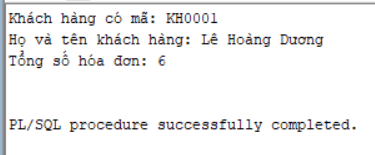 Khách hàng có mã: KH0001
Họ và tên khách hàng: Lê Hoàng Dương
Tổng số hóa đơn: 6
PL/SQL procedure successfully completed.